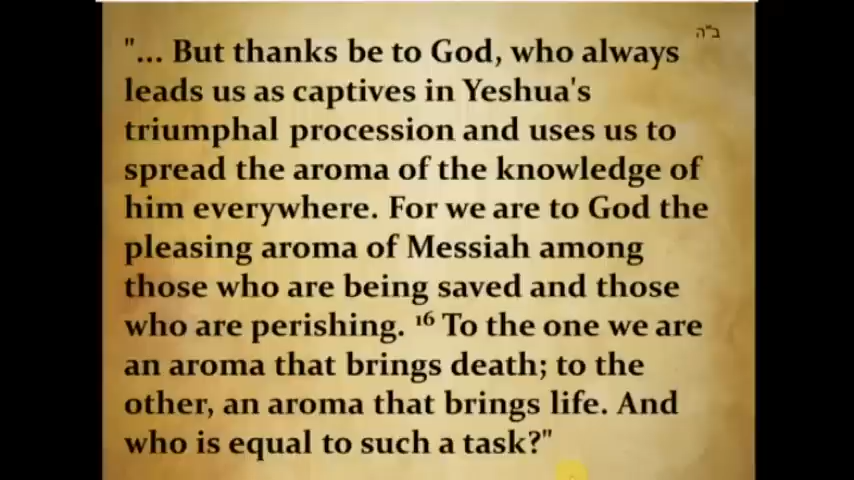 ב"ה
"... But thanks be to God, who always
leads us as captives in Yeshua's
triumphal procession and uses us to
spread the aroma of the knowledge of
him everywhere. For we are to God the
pleasing aroma of Messiah among
those who are being saved and those
who are perishing. ¹⁶ To the one we are
an aroma that brings death; to the
other, an aroma that brings life. And
who is equal to such a task?"